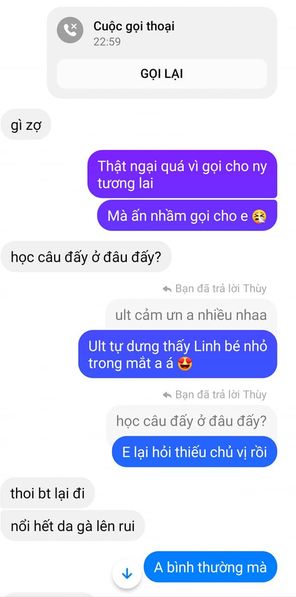 Cuộc gọi thoại
22:59
GỌI LẠI
gì zợ
Thật ngại quá vì gọi cho ny
tương lai
Mà ấn nhầm gọi cho e
học câu đấy ở đâu đấy?
Bạn đã trả lời Thùy
ult cảm ưn a nhiều nhaa
Ult tự dưng thấy Linh bé nhỏ
trong mắt a á
Bạn đã trả lời Thùy
học câu đấy ở đâu đấy?
E lại hỏi thiếu chủ vị rồi
thoi bt lại đi
nổi hết da gà lên rui
A bình thường mà